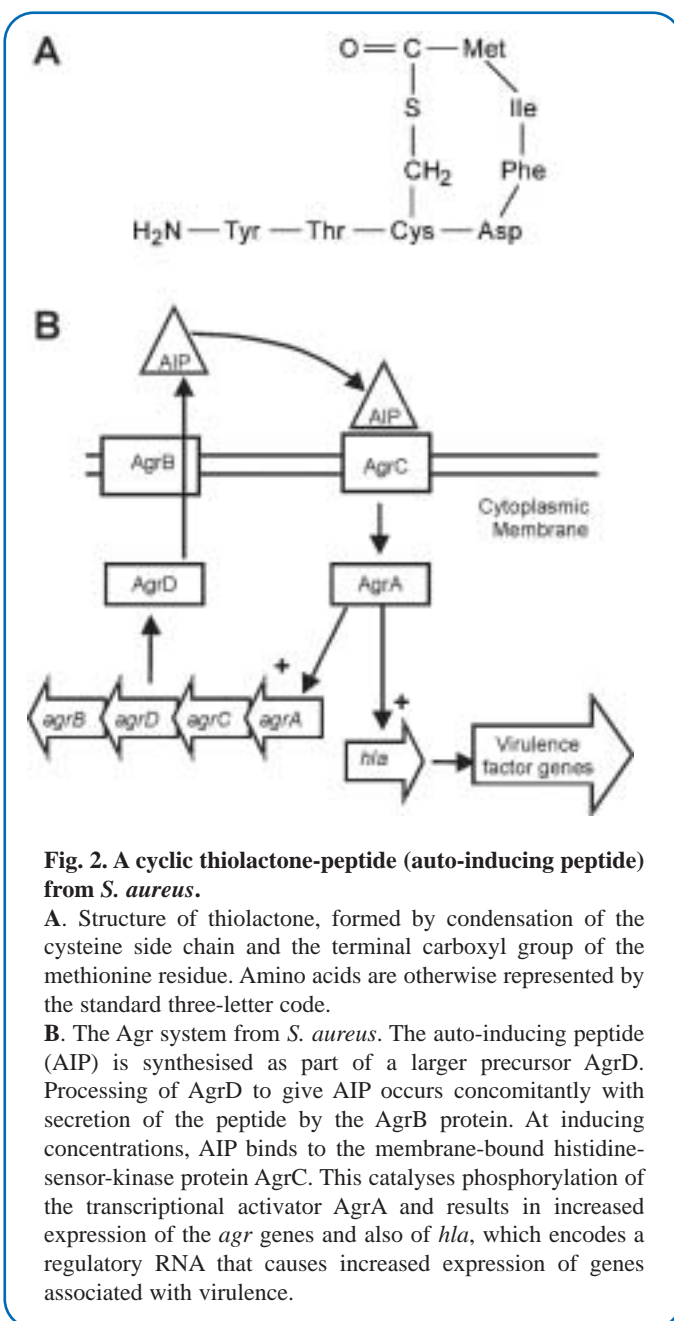 A
O=C—Met
S
Ile
CH2
Phe
H2N—Tyr—Thr—Cys—Asp
B
AIP
AIP
AgrB
AgrC
Cytoplasmic
Membrane
AgrD
AgrA
+
+
agrB agrD agrC agrA
hla
Virulence
factor genes
Fig. 2. A cyclic thiolactone-peptide (auto-inducing peptide)
from S. aureus.
A. Structure of thiolactone, formed by condensation of the
cysteine side chain and the terminal carboxyl group of the
methionine residue. Amino acids are otherwise represented by
the standard three-letter code.
B. The Agr system from S. aureus. The auto-inducing peptide
(AIP) is synthesised as part of a larger precursor AgrD.
Processing of AgrD to give AIP occurs concomitantly with
secretion of the peptide by the AgrB protein. At inducing
concentrations, AIP binds to the membrane-bound histidine-
sensor-kinase protein AgrC. This catalyses phosphorylation of
the transcriptional activator AgrA and results in increased
expression of the agr genes and also of hla, which encodes a
regulatory RNA that causes increased expression of genes
associated with virulence.